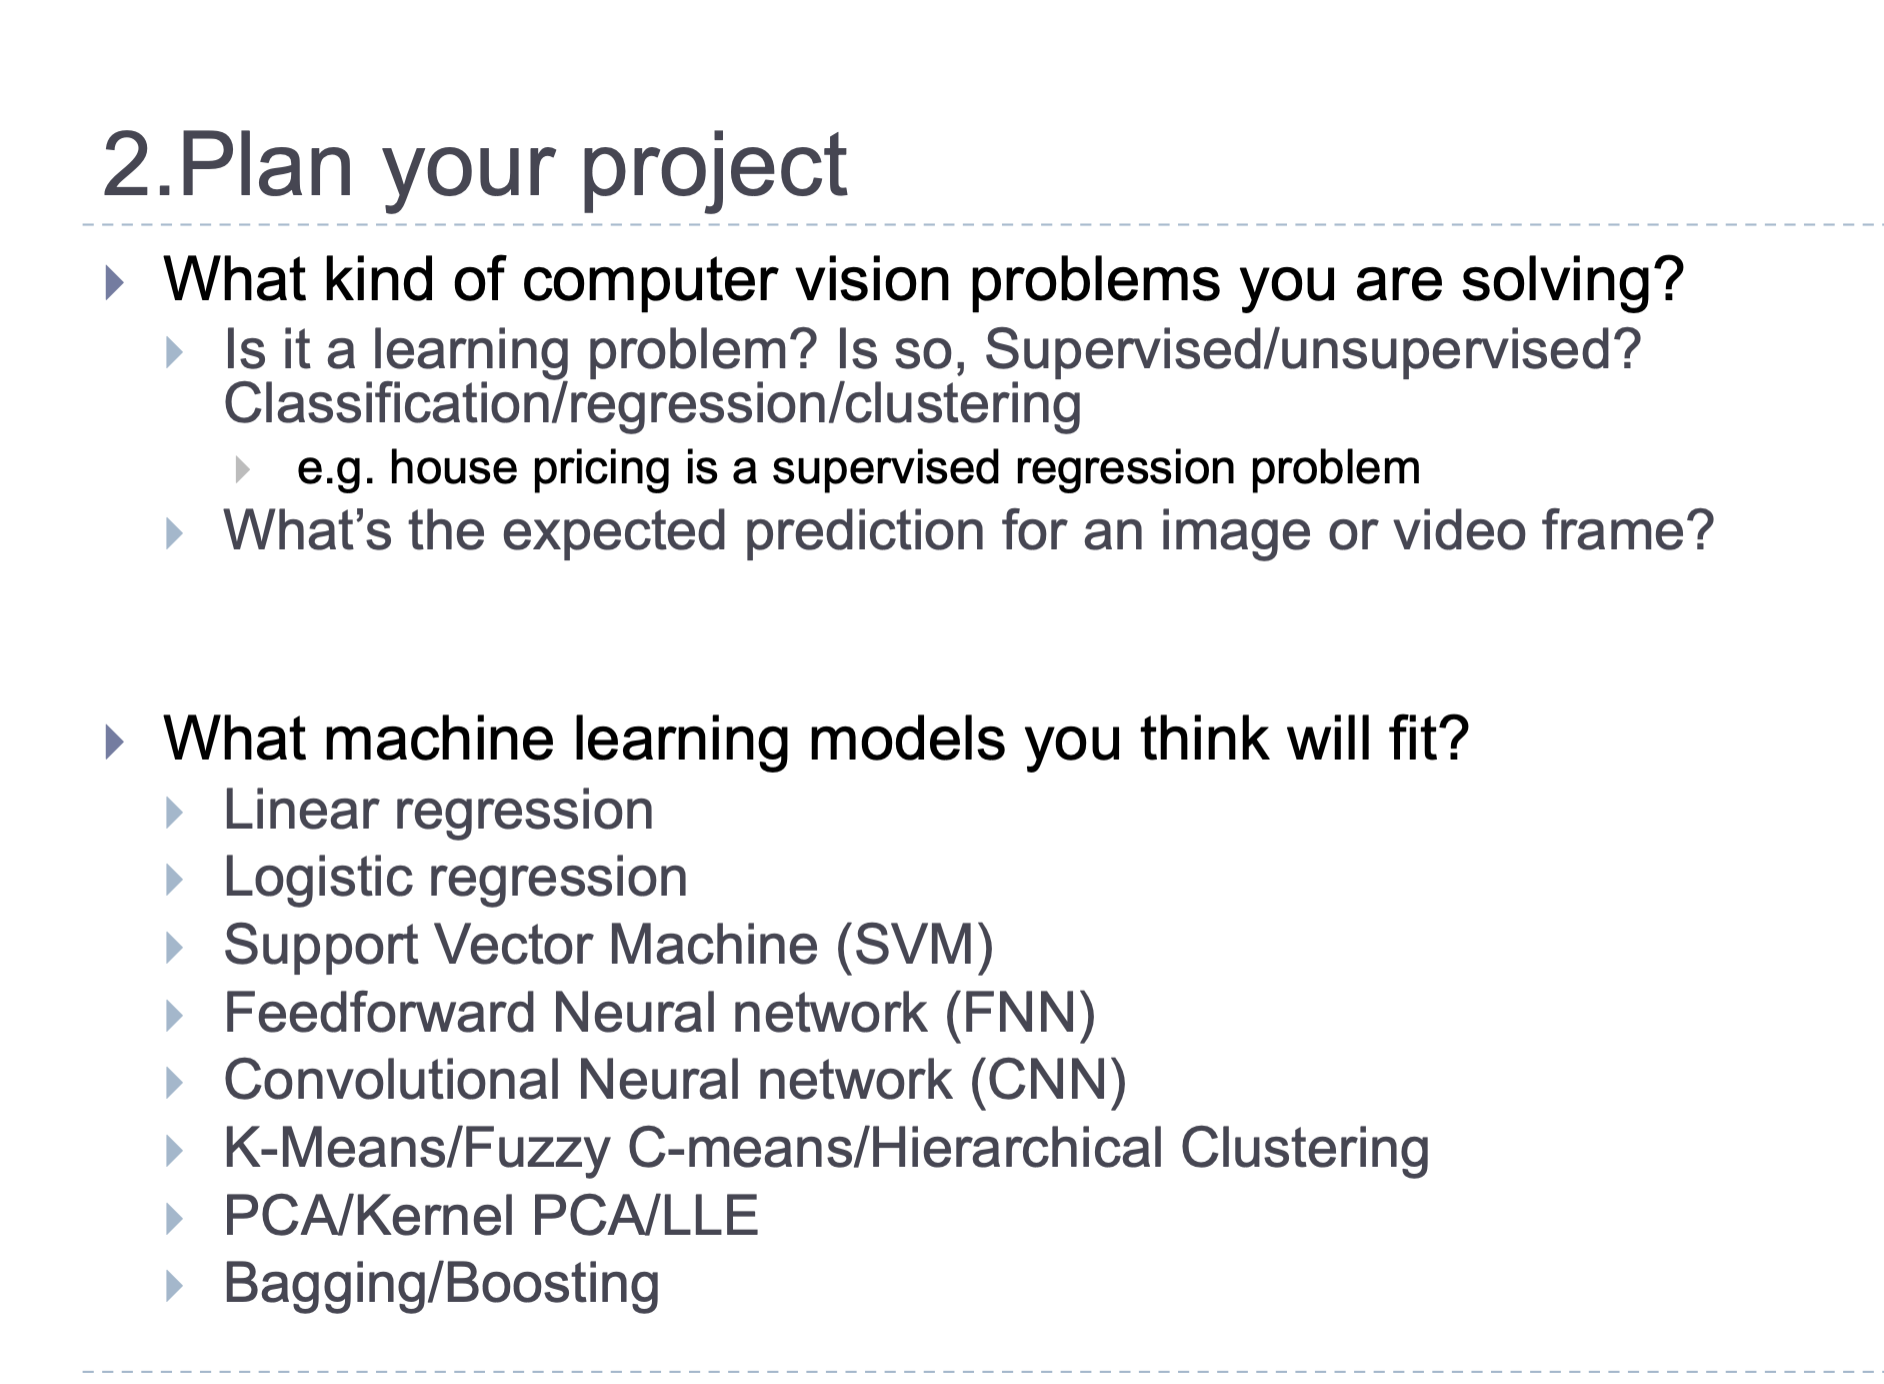 2.Plan your project
What kind of computer vision problems you are solving?
Is it a learning problem? Is so, Supervised/unsupervised?
Classification/regression/clustering
e.g. house pricing is a supervised regression problem
What’s the expected prediction for an image or video frame?
What machine learning models you think will fit?
Linear regression
Logistic regression
Support Vector Machine (SVM)
Feedforward Neural network (FNN)
Convolutional Neural network (CNN)
K-Means/Fuzzy C-means/Hierarchical Clustering
PCA/Kernel PCA/LLE
Bagging/Boosting